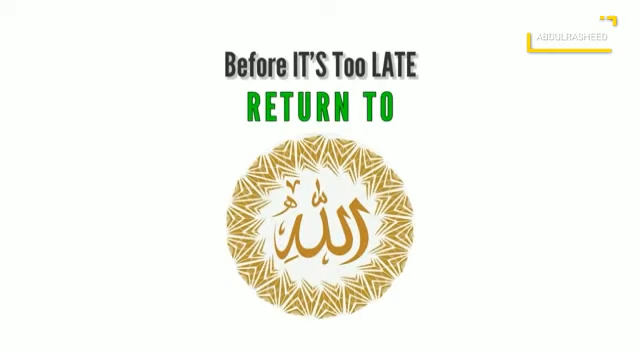 ABDULRASHEED
Before IT'S Too LATE
RETURN TO
اللهُ